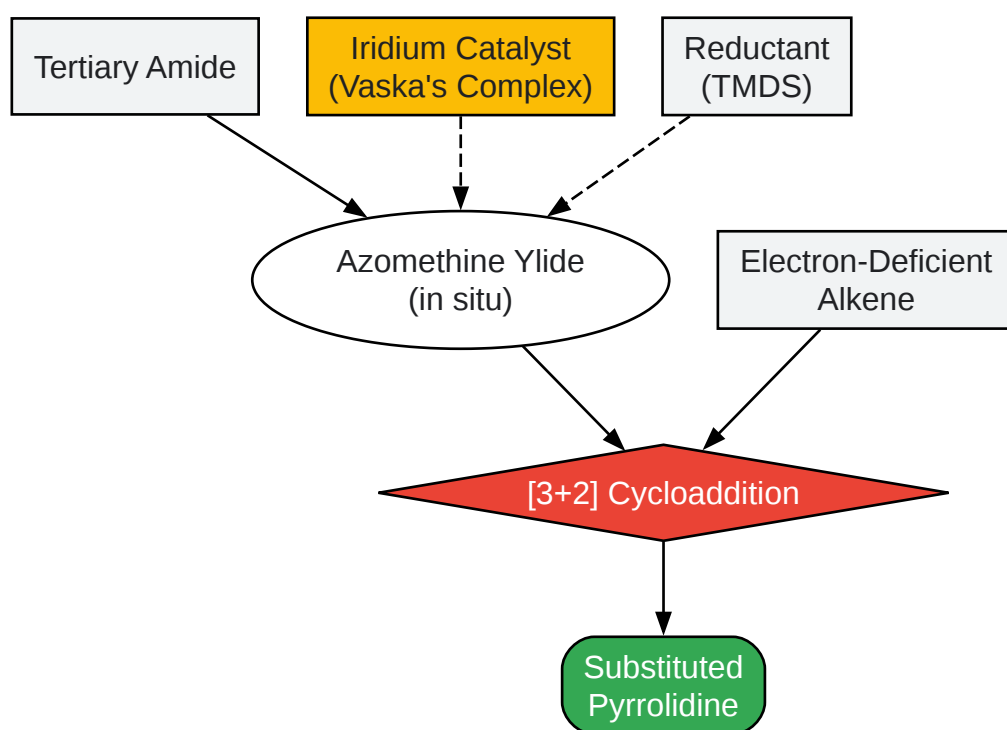 Tertiary Amide
Iridium Catalyst
(Vaska's Complex)
Reductant
(TMDS)
Azomethine Ylide
(in situ)
Electron-Deficient
Alkene
[3+2] Cycloaddition
Substituted
Pyrrolidine